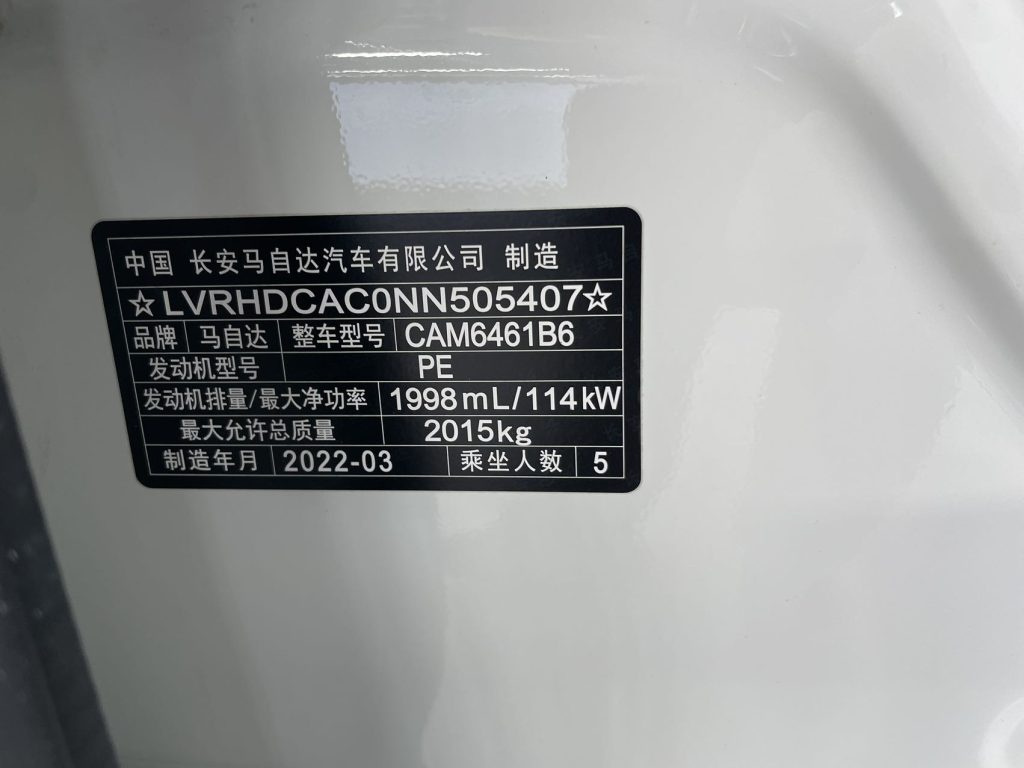 中国 长安马自达汽车有限公司 制造
☆LVRHDCAC0NN505407☆
品牌 马自达 整车型号 CAM6461B6
发动机型号 PE
发动机排量/最大净功率 1998mL/114kW
最大允许总质量 2015kg
制造年月 2022-03 乘坐人数 5